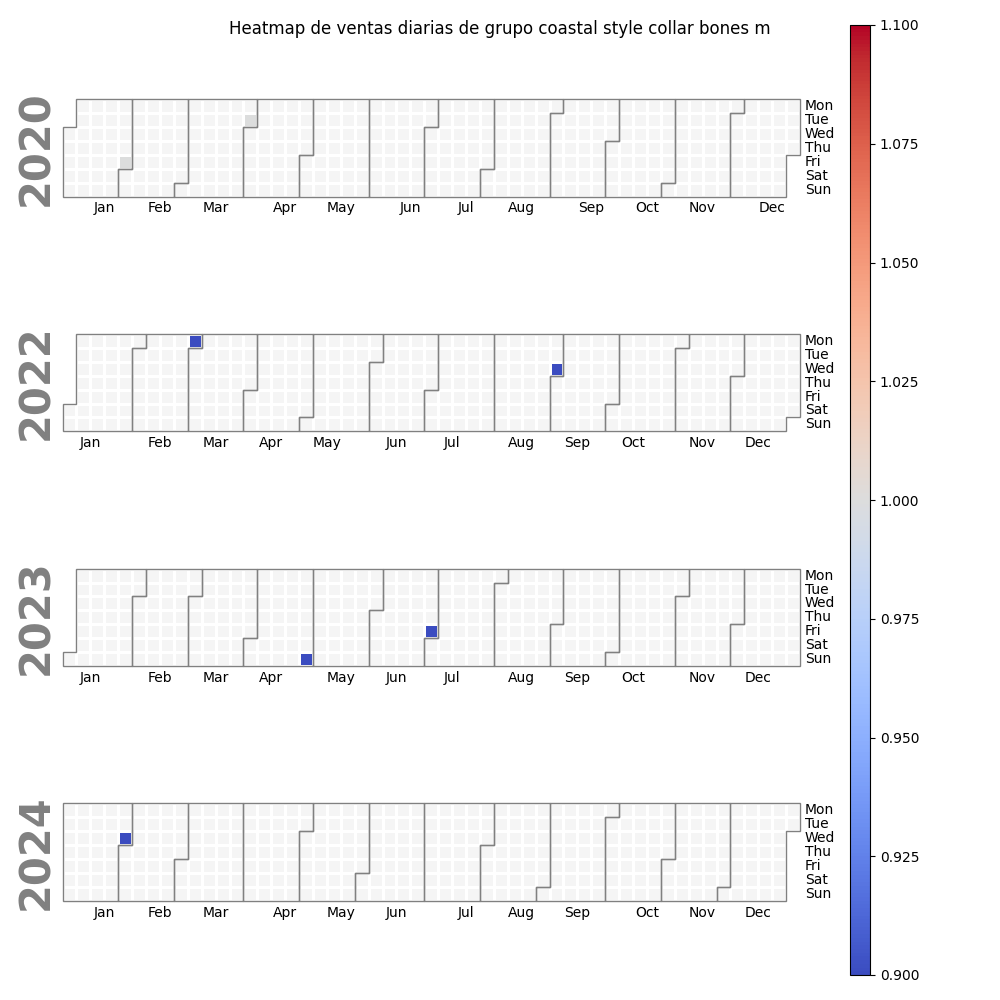 Heatmap de ventas diarias de grupo coastal style collar bones m
2020
Mon
Tue
Wed
Thu
Fri
Sat
Sun
Jan Feb Mar Apr May Jun Jul Aug Sep Oct Nov Dec
2022
Mon
Tue
Wed
Thu
Fri
Sat
Sun
Jan Feb Mar Apr May Jun Jul Aug Sep Oct Nov Dec
2023
Mon
Tue
Wed
Thu
Fri
Sat
Sun
Jan Feb Mar Apr May Jun Jul Aug Sep Oct Nov Dec
2024
Mon
Tue
Wed
Thu
Fri
Sat
Sun
Jan Feb Mar Apr May Jun Jul Aug Sep Oct Nov Dec
1.100
1.075
1.050
1.025
1.000
0.975
0.950
0.925
0.900